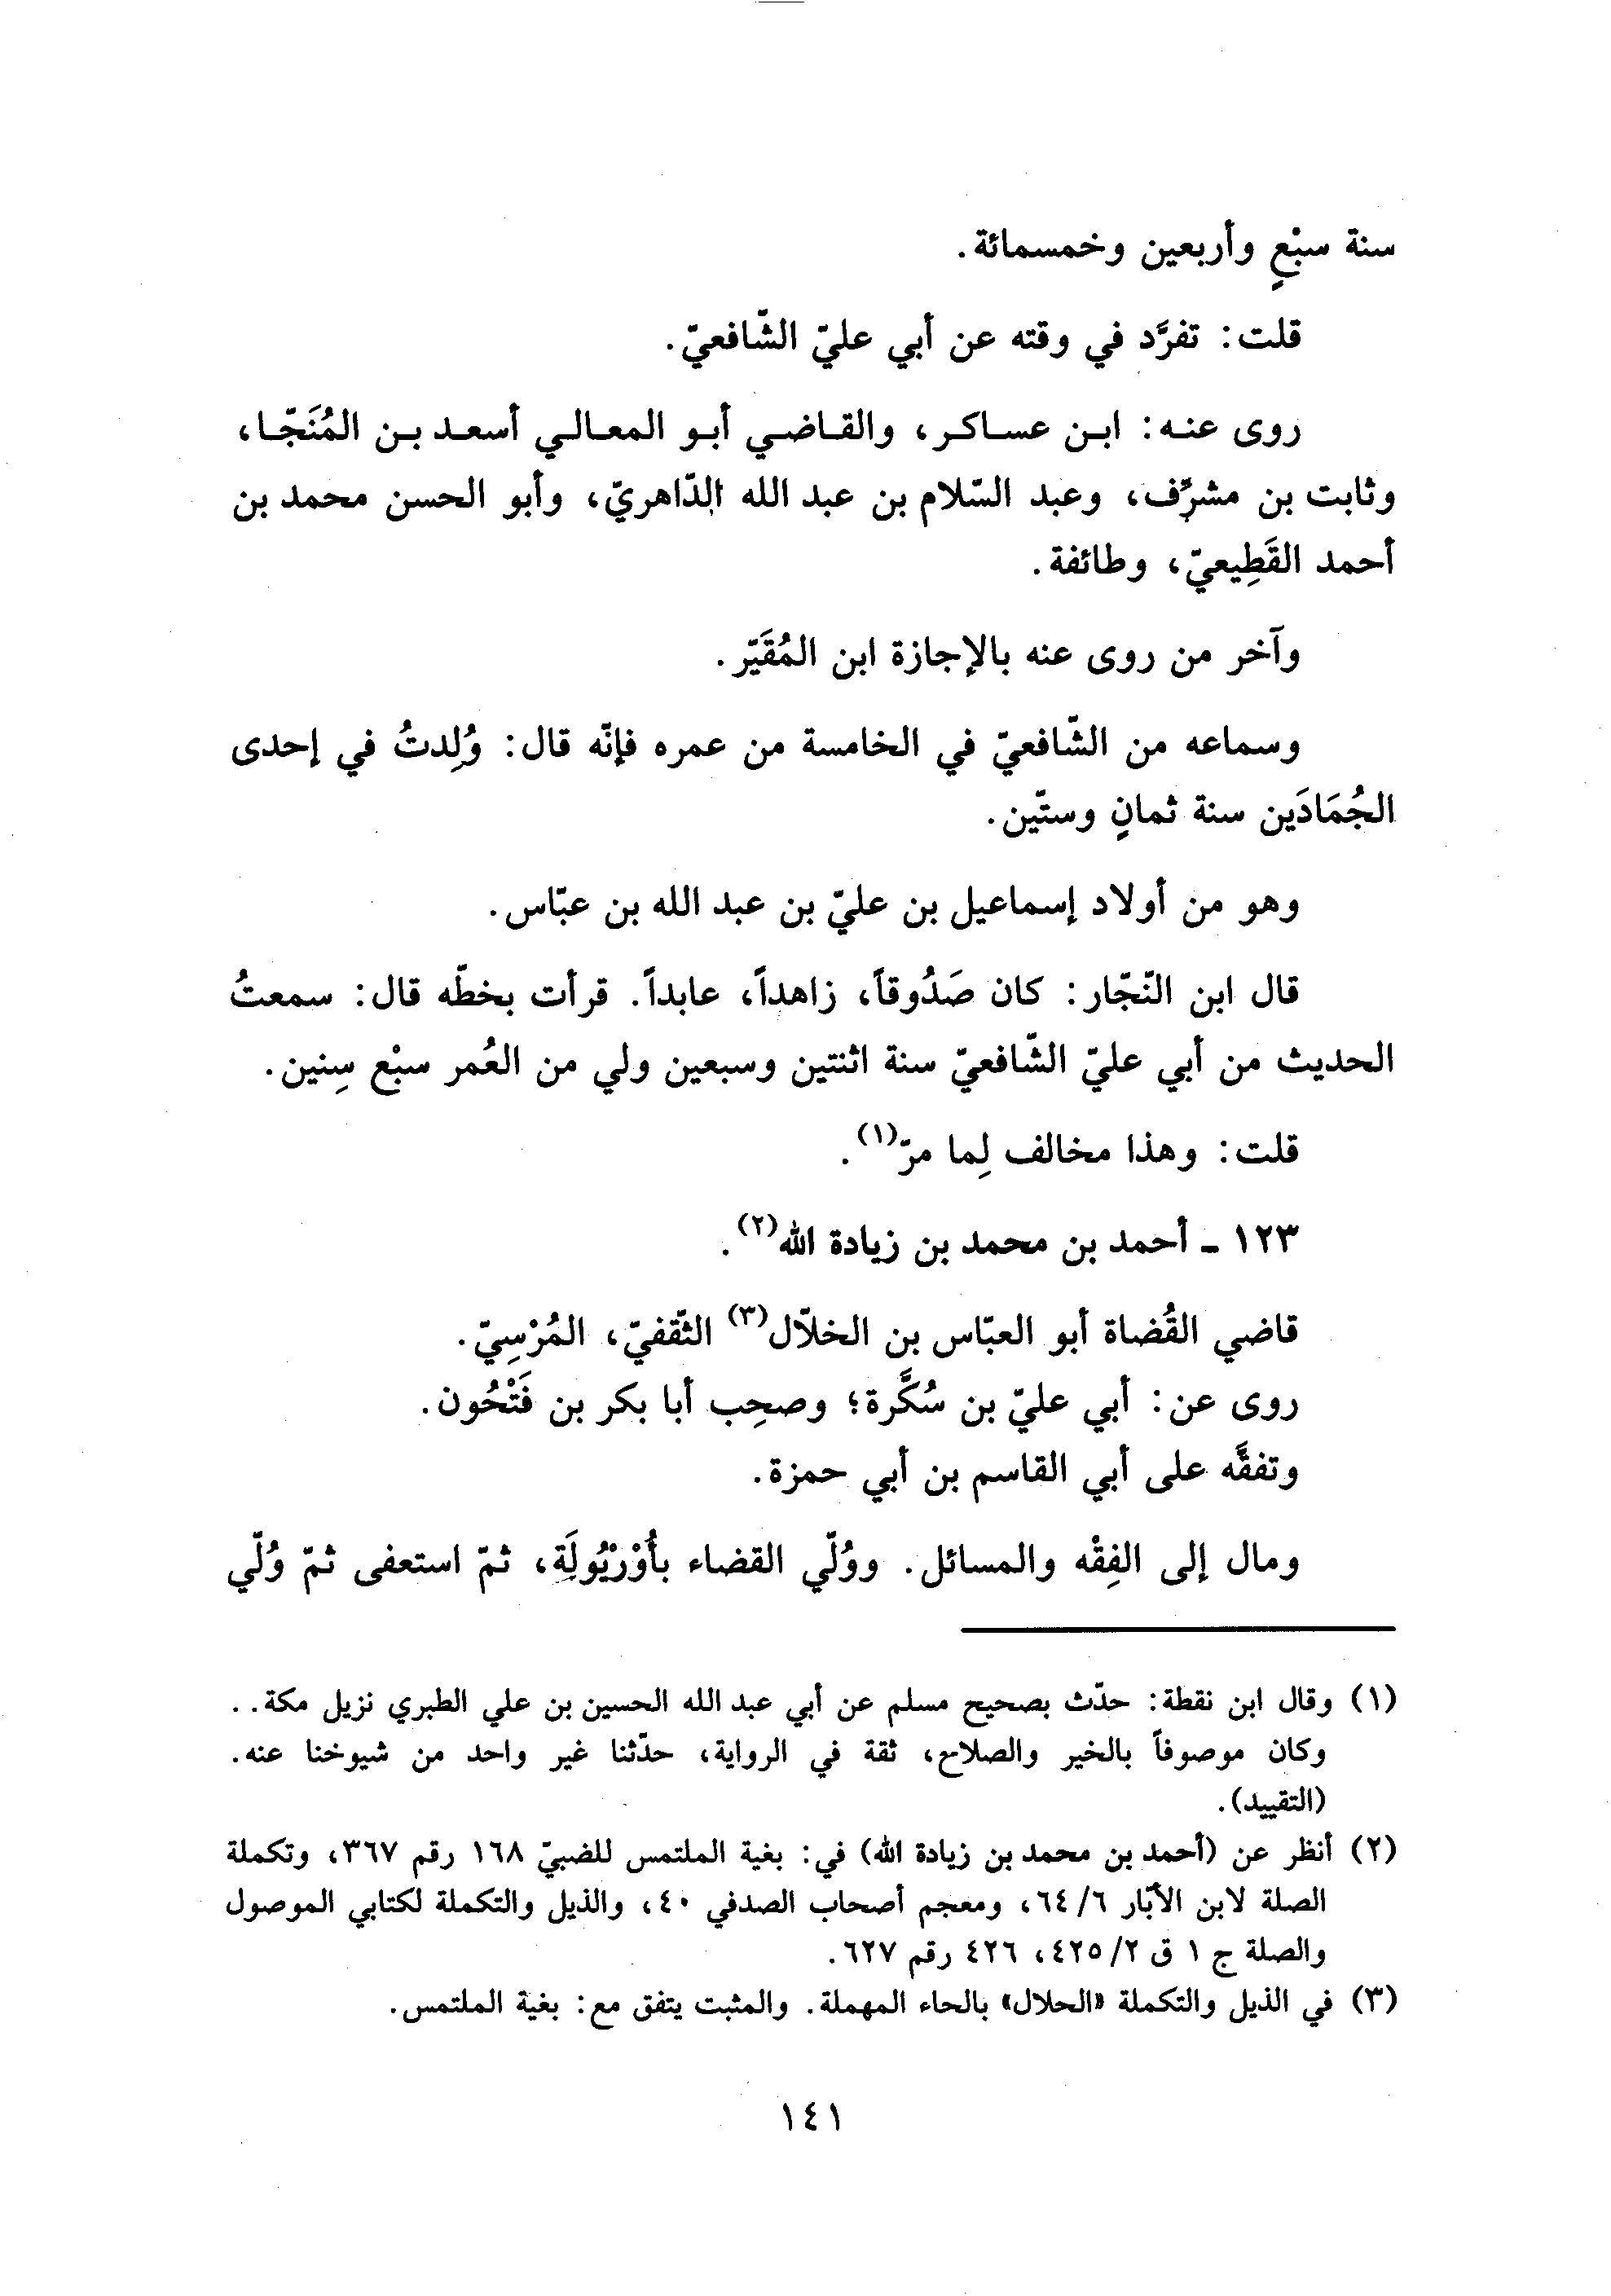 سنة سبْعٍ وأربعين وخمسمائة.
قلت: تفرَّد في وقته عن أبي عليّ الشّافعيّ.
روى عنه: ابن عساكر، والقاضي أبو المعالي أسعد بن المُنَجّا،
وثابت بن مشرِّف، وعبد السّلام بن عبد الله الدّاهريّ، وأبو الحسن محمد بن
أحمد القَطِيعيّ، وطائفة.
وآخر من روى عنه بالإجازة ابن المُقَيّر.
وسماعه من الشّافعيّ في الخامسة من عمره فإنّه قال: وُلِدتُ في إحدى
الجُمَادَين سنة ثمانٍ وستّين.
وهو من أولاد إسماعيل بن عليّ بن عبد الله بن عبّاس.
قال ابن النّجّار: كان صَدُوقاً، زاهداً، عابداً. قرأت بخطّه قال: سمعتُ
الحديث من أبي عليّ الشّافعيّ سنة اثنتين وسبعين ولي من العُمر سبْع سِنين.
قلت: وهذا مخالف لِما مرّ(١).
١٢٣ ـ أحمد بن محمد بن زيادة الله(٢).
قاضي القُضاة أبو العبّاس بن الخلاّل(٣) الثّقفيّ، المُرْسِيّ.
روى عن: أبي عليّ بن سُكَّرة؛ وصحِب أبا بكر بن فَتْحُون.
وتفقَّه على أبي القاسم بن أبي حمزة.
ومال إلى الفِقْه والمسائل. ووُلّي القضاء بأُوْرْيُولَة، ثمّ استعفى ثمّ وُلّي
(١) وقال ابن نقطة: حدّث بصحيح مسلم عن أبي عبد الله الحسين بن علي الطبري نزيل مكة. .
وكان موصوفاً بالخير والصلاح، ثقة في الرواية، حدّثنا غير واحد من شيوخنا عنه.
(التقييد).
(٢) أنظر عن (أحمد بن محمد بن زيادة الله) في: بغية الملتمس للضبيّ ١٦٨ رقم ٣٦٧، وتكملة
الصلة لابن الأبّار ٦/ ٦٤، ومعجم أصحاب الصدفي ٤٠، والذيل والتكملة لكتابي الموصول
والصلة ج ١ ق ٢/ ٤٢٥، ٤٢٦ رقم ٦٢٧.
(٣) في الذيل والتكملة «الحلال» بالحاء المهملة. والمثبت يتفق مع: بغية الملتمس.
١٤١